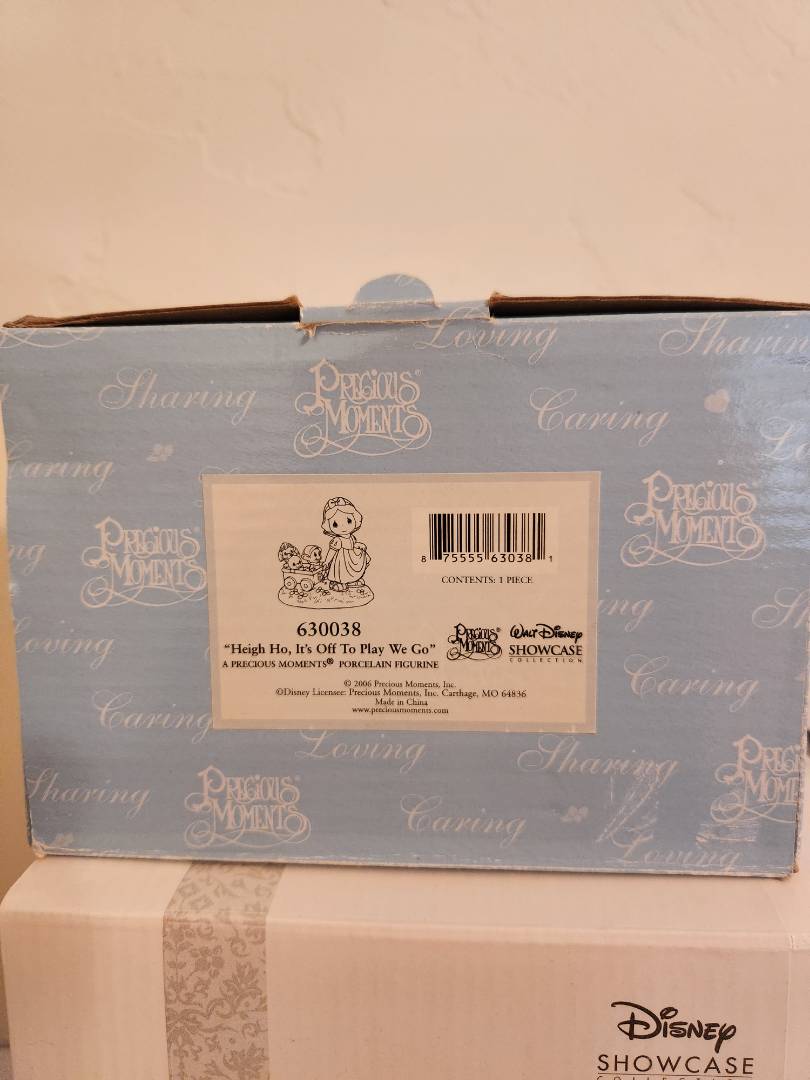 Loving
Sharin
Sharing
PRECIOUS®
MOMENTS
Caring
Caring
PRECIOUS
MOMENTS
PRECIOUS®
MOMENTS
8 75555 63038 1
CONTENTS: 1 PIECE
ng
ing
Loving
630038
"Heigh Ho, It's Off To Play We Go"
A PRECIOUS MOMENTS® PORCELAIN FIGURINE
PRECIOUS®
MOMENTS
WALT DISNEY
SHOWCASE
COLLECTION
© 2006 Precious Moments, Inc.
©Disney Licensee: Precious Moments, Inc. Carthage, MO 64836
Made in China
www.preciousmoments.com
Caring
Caring
Loving
Sharing
Sharing
PRECIOUS®
MOMENTS
Caring
Loving
DISNEY
SHOWCASE